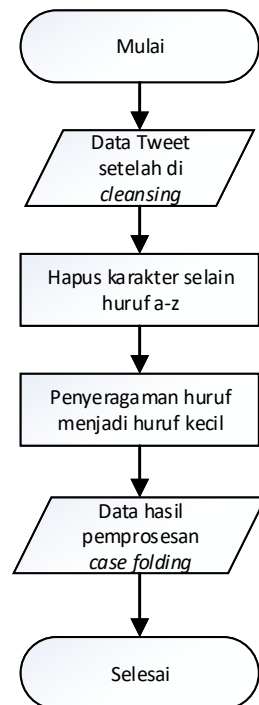 Mulai
Data Tweet
setelah di
cleansing
Hapus karakter selain
huruf a-z
Penyeragaman huruf
menjadi huruf kecil
Data hasil
pemprosesan
case folding
Selesai